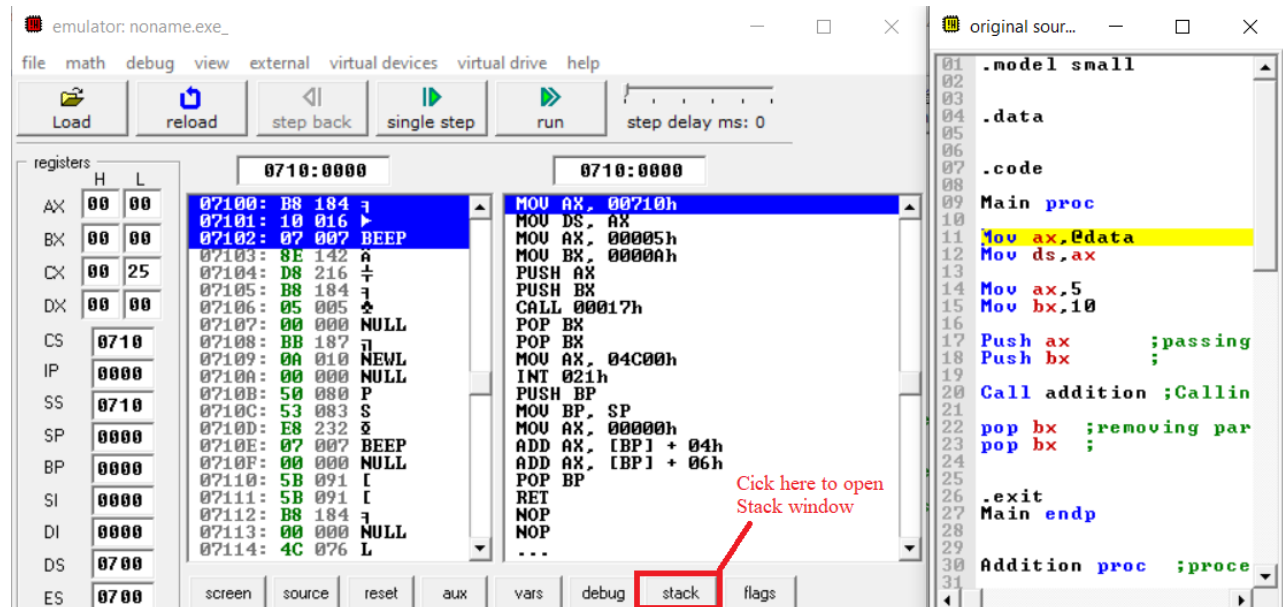 emulator: noname.exe_
file math debug view external virtual devices virtual drive help
Load reload step back single step run step delay ms: 0
registers
H L
AX 00 00
BX 00 00
CX 00 25
DX 00 00
CS 0710
IP 0000
SS 0710
SP 0000
BP 0000
SI 0000
DI 0000
DS 0700
ES 0700
0710:0000
07100: B8 184 ╕
07101: 10 016 ►
07102: 07 007 BEEP
07103: 8E 142 Ä
07104: D8 216 ╪
07105: B8 184 ╕
07106: 05 005 ♣
07107: 00 000 NULL
07108: BB 187 ╗
07109: 0A 010 NEWL
0710A: 00 000 NULL
0710B: 50 080 P
0710C: 53 083 S
0710D: E8 232
0710E: 07 007 BEEP
0710F: 00 000 NULL
07110: 5B 091 [
07111: 5B 091 [
07112: B8 184 ╕
07113: 00 000 NULL
07114: 4C 076 L
0710:0000
MOV AX, 00710h
MOV DS, AX
MOV AX, 00005h
MOV BX, 0000Ah
PUSH AX
PUSH BX
CALL 00017h
POP BX
POP BX
MOV AX, 04C00h
INT 021h
PUSH BP
MOV BP, SP
MOV AX, 00000h
ADD AX, [BP] + 04h
ADD AX, [BP] + 06h
POP BP
RET
NOP
NOP
...
Cick here to open
Stack window
screen source reset aux vars debug stack flags
original sour...
01 .model small
02
03
04 .data
05
06
07 .code
08
09 Main proc
10
11 Mov ax,@data
12 Mov ds,ax
13
14 Mov ax,5
15 Mov bx,10
16
17 Push ax ;passing
18 Push bx ;
19
20 Call addition ;Callin
21
22 pop bx ;removing par
23 pop bx ;
24
25
26 .exit
27 Main endp
28
29
30 Addition proc ;proce
31